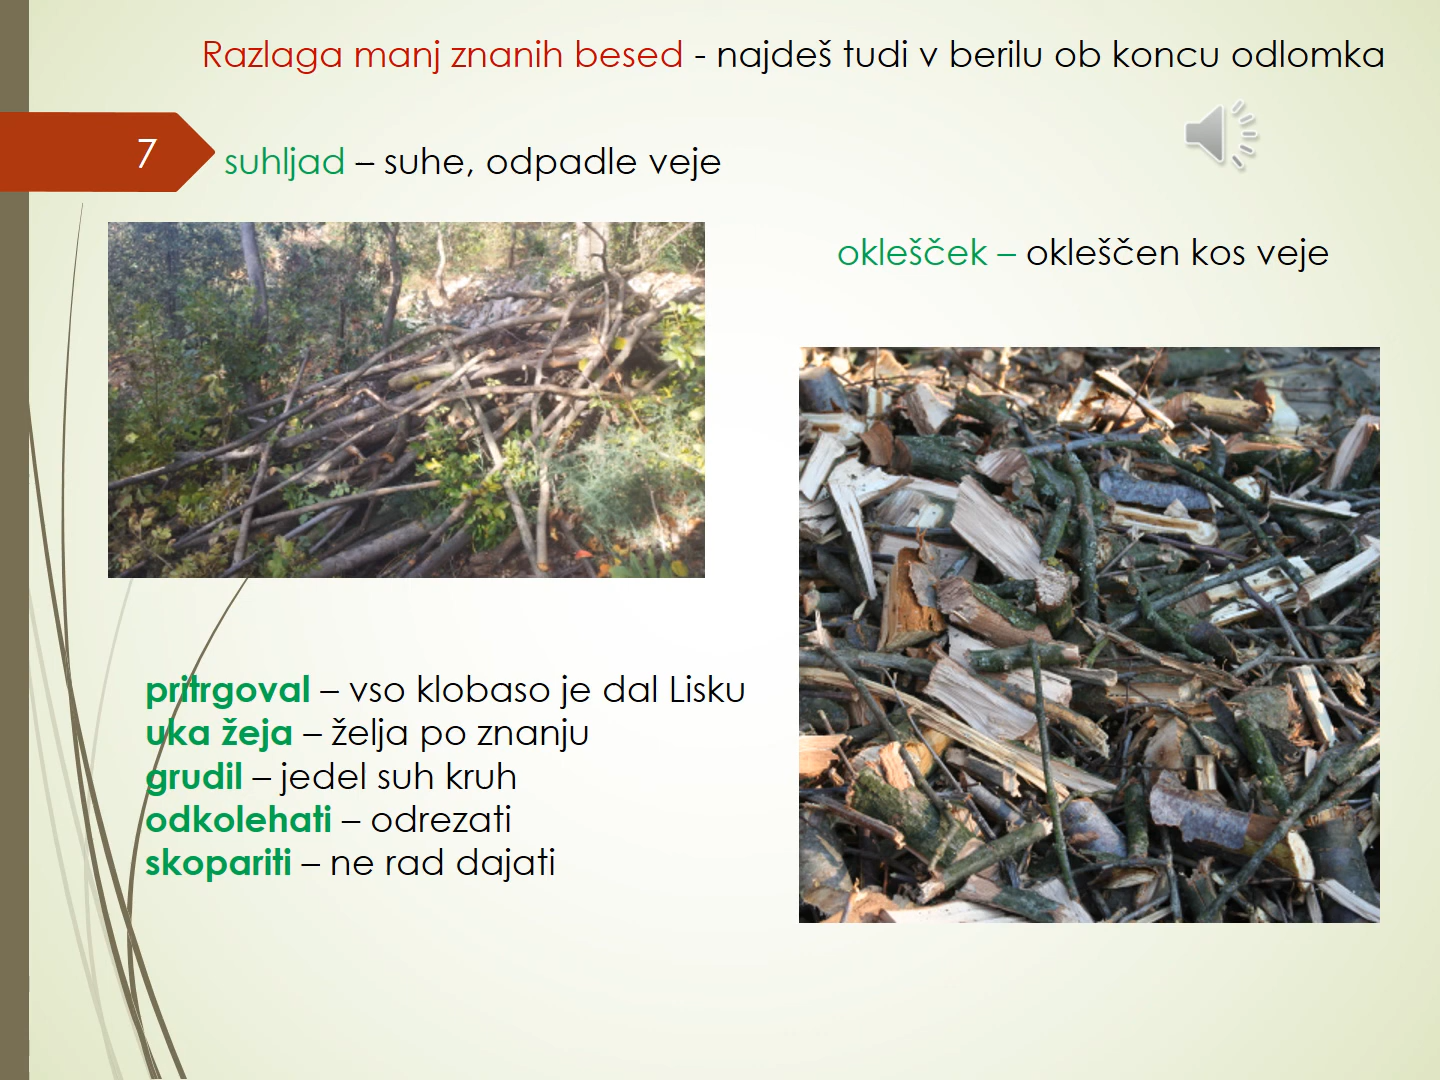 Razlaga manj znanih besed - najdeš tudi v berilu ob koncu odlomka
7
suhljad – suhe, odpadle veje
oklešček – okleščen kos veje
pritrgoval – vso klobaso je dal Lisku
uka žeja – želja po znanju
grudil – jedel suh kruh
odkolehati – odrezati
skopariti – ne rad dajati